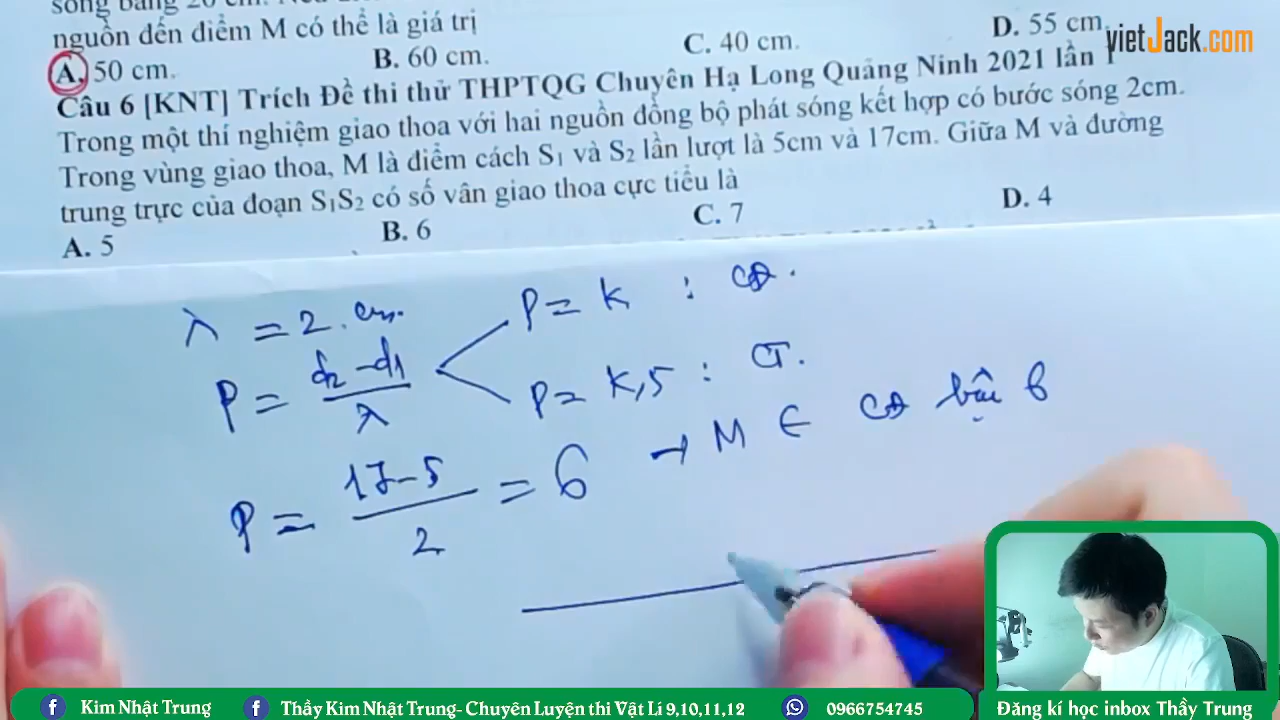 nguồn đến điểm M có thể là giá trị
A. 50 cm. B. 60 cm. C. 40 cm. D. 55 cm.
vietJack.com
Câu 6 [KNT] Trích Đề thi thử THPTQG Chuyên Hạ Long Quảng Ninh 2021 lần 1
Trong một thí nghiệm giao thoa với hai nguồn đồng bộ phát sóng kết hợp có bước sóng 2cm.
Trong vùng giao thoa, M là điểm cách S₁ và S₂ lần lượt là 5cm và 17cm. Giữa M và đường
trung trực của đoạn S₁S₂ có số vân giao thoa cực tiểu là
A. 5 B. 6 C. 7 D. 4
λ = 2 cm.
P = (d₂ - d₁)/λ
P = k : CĐ.
P = k,5 : CT.
P = (17-5)/2 = 6 → M ∈ CĐ bậc 6
Kim Nhật Trung
Thầy Kim Nhật Trung- Chuyên Luyện thi Vật Lí 9,10,11,12
0966754745
Đăng kí học inbox Thầy Trung